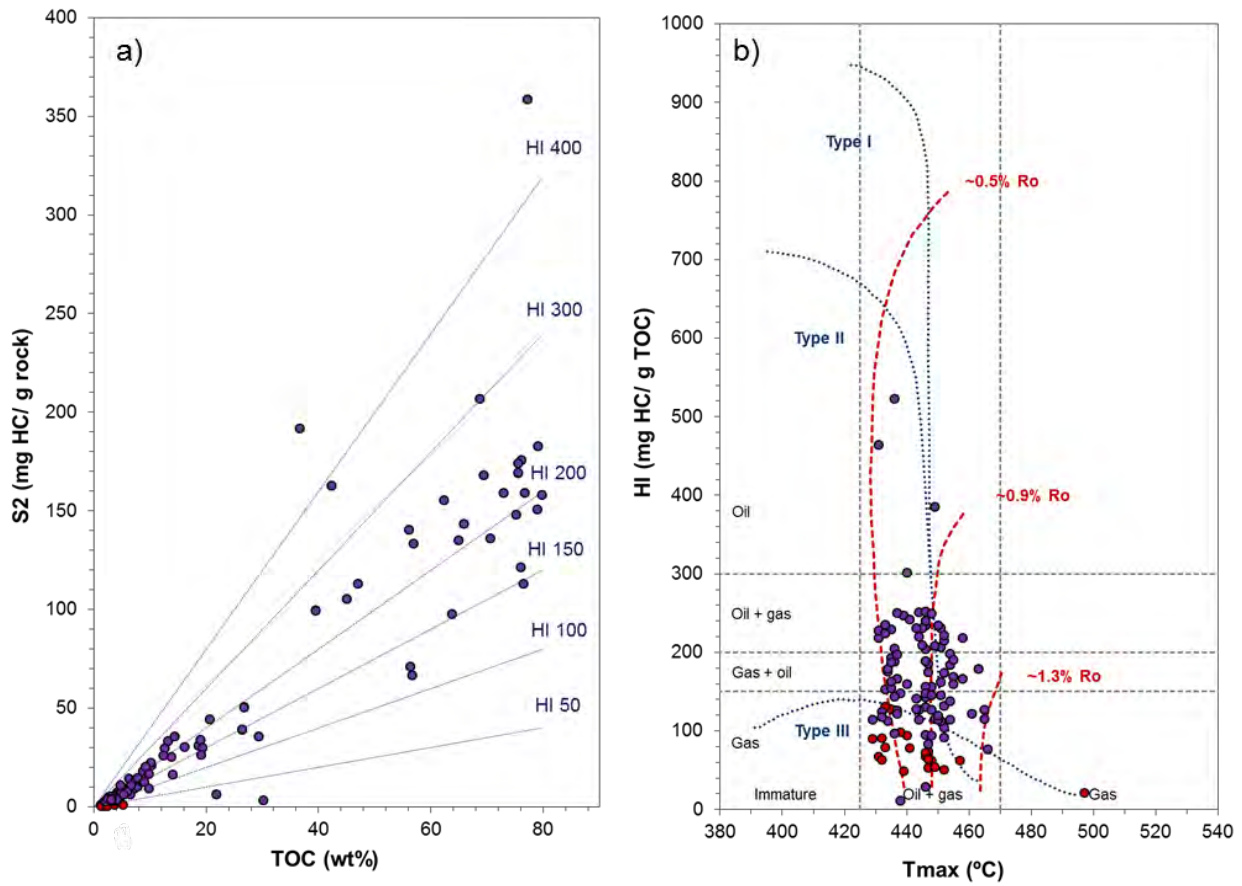 a)
400
350
300
250
200
150
100
50
0
S2 (mg HC/ g rock)
HI 400
HI 300
HI 200
HI 150
HI 100
HI 50
0
20
40
60
80
TOC (wt%)
b)
1000
900
800
700
600
500
400
300
200
100
0
HI (mg HC/ g TOC)
Type I
~0.5% Ro
Type II
~0.9% Ro
Oil
Oil + gas
Gas + oil
~1.3% Ro
Gas
Type III
Immature
Oil + gas
Gas
380
400
420
440
460
480
500
520
540
Tmax (ºC)